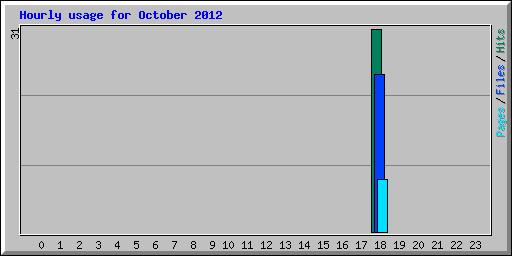 Hourly usage for October 2012
31
Pages/Files/Hits
0 1 2 3 4 5 6 7 8 9 10 11 12 13 14 15 16 17 18 19 20 21 22 23